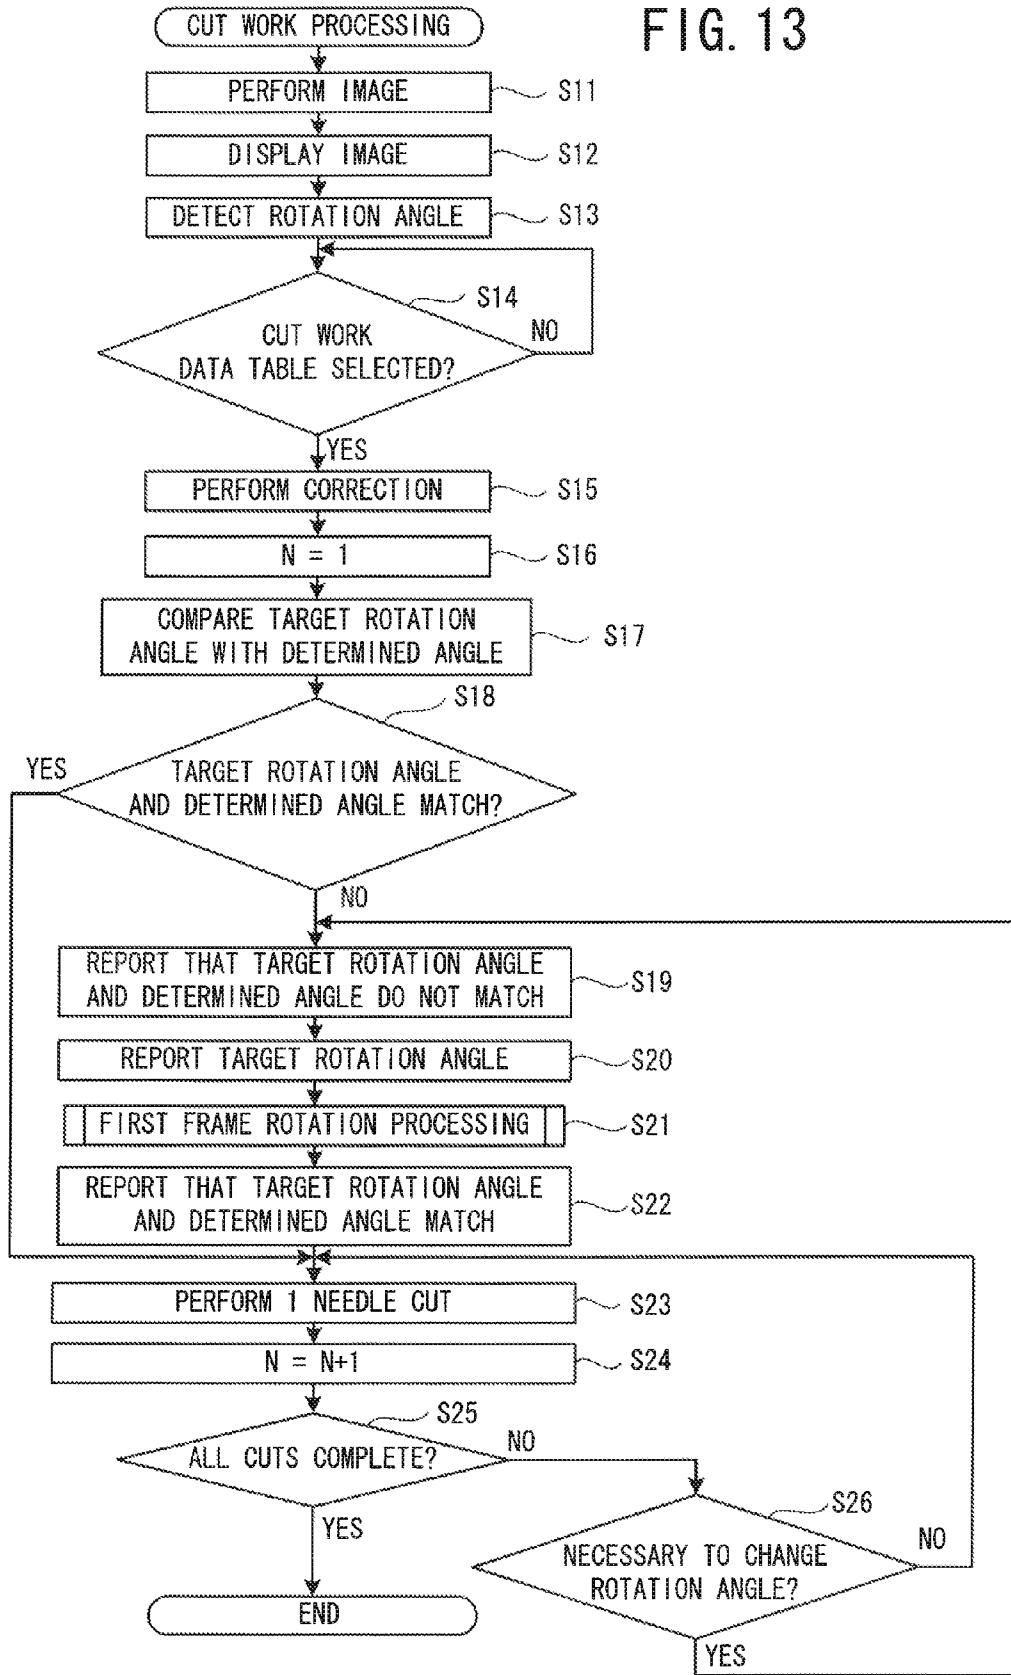 FIG. 13
CUT WORK PROCESSING
PERFORM IMAGE
S11
DISPLAY IMAGE
S12
DETECT ROTATION ANGLE
S13
S14
CUT WORK
DATA TABLE SELECTED?
NO
YES
PERFORM CORRECTION
S15
N = 1
S16
COMPARE TARGET ROTATION
ANGLE WITH DETERMINED ANGLE
S17
S18
YES
TARGET ROTATION ANGLE
AND DETERMINED ANGLE MATCH?
NO
REPORT THAT TARGET ROTATION ANGLE
AND DETERMINED ANGLE DO NOT MATCH
S19
REPORT TARGET ROTATION ANGLE
S20
FIRST FRAME ROTATION PROCESSING
S21
REPORT THAT TARGET ROTATION ANGLE
AND DETERMINED ANGLE MATCH
S22
PERFORM 1 NEEDLE CUT
S23
N = N+1
S24
S25
ALL CUTS COMPLETE?
NO
YES
S26
NECESSARY TO CHANGE
ROTATION ANGLE?
NO
YES
END